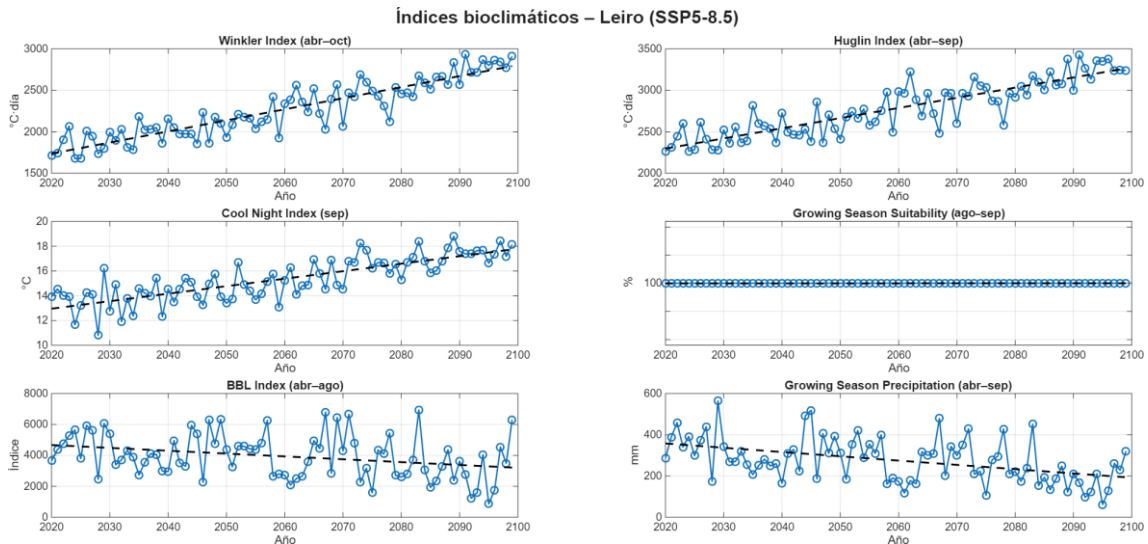 Índices bioclimáticos – Leiro (SSP5-8.5)
Winkler Index (abr–oct)
°C·día
3000
2500
2000
1500
2020 2030 2040 2050 2060 2070 2080 2090 2100
Año
Huglin Index (abr–sep)
°C·día
3500
3000
2500
2000
2020 2030 2040 2050 2060 2070 2080 2090 2100
Año
Cool Night Index (sep)
°C
20
18
16
14
12
10
2020 2030 2040 2050 2060 2070 2080 2090 2100
Año
Growing Season Suitability (ago–sep)
%
100
2020 2030 2040 2050 2060 2070 2080 2090 2100
Año
BBL Index (abr–ago)
Índice
8000
6000
4000
2000
0
2020 2030 2040 2050 2060 2070 2080 2090 2100
Año
Growing Season Precipitation (abr–sep)
mm
600
400
200
0
2020 2030 2040 2050 2060 2070 2080 2090 2100
Año